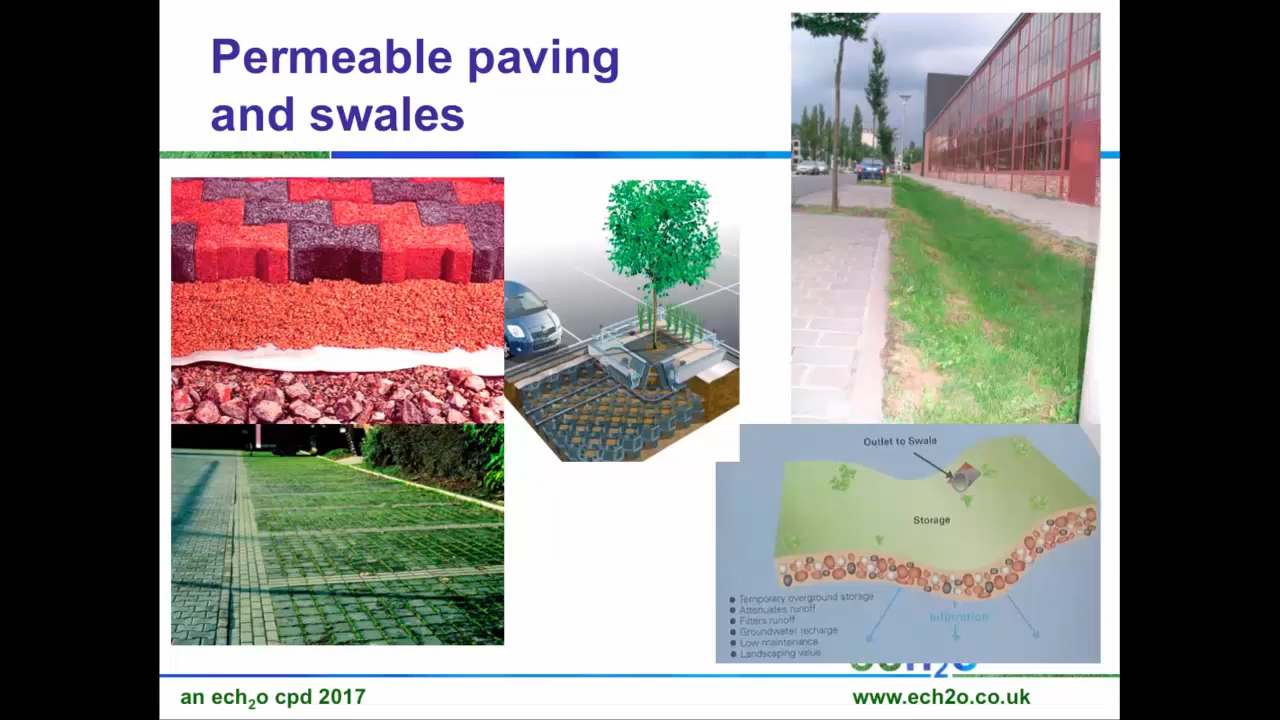 Permeable paving
and swales
Outlet to Swale
Storage
● Temporary overground storage
● Attenuates runoff
● Filters runoff
● Groundwater recharge
● Low maintenance
● Landscaping value
Infiltration
ech₂o
an ech₂o cpd 2017
www.ech2o.co.uk